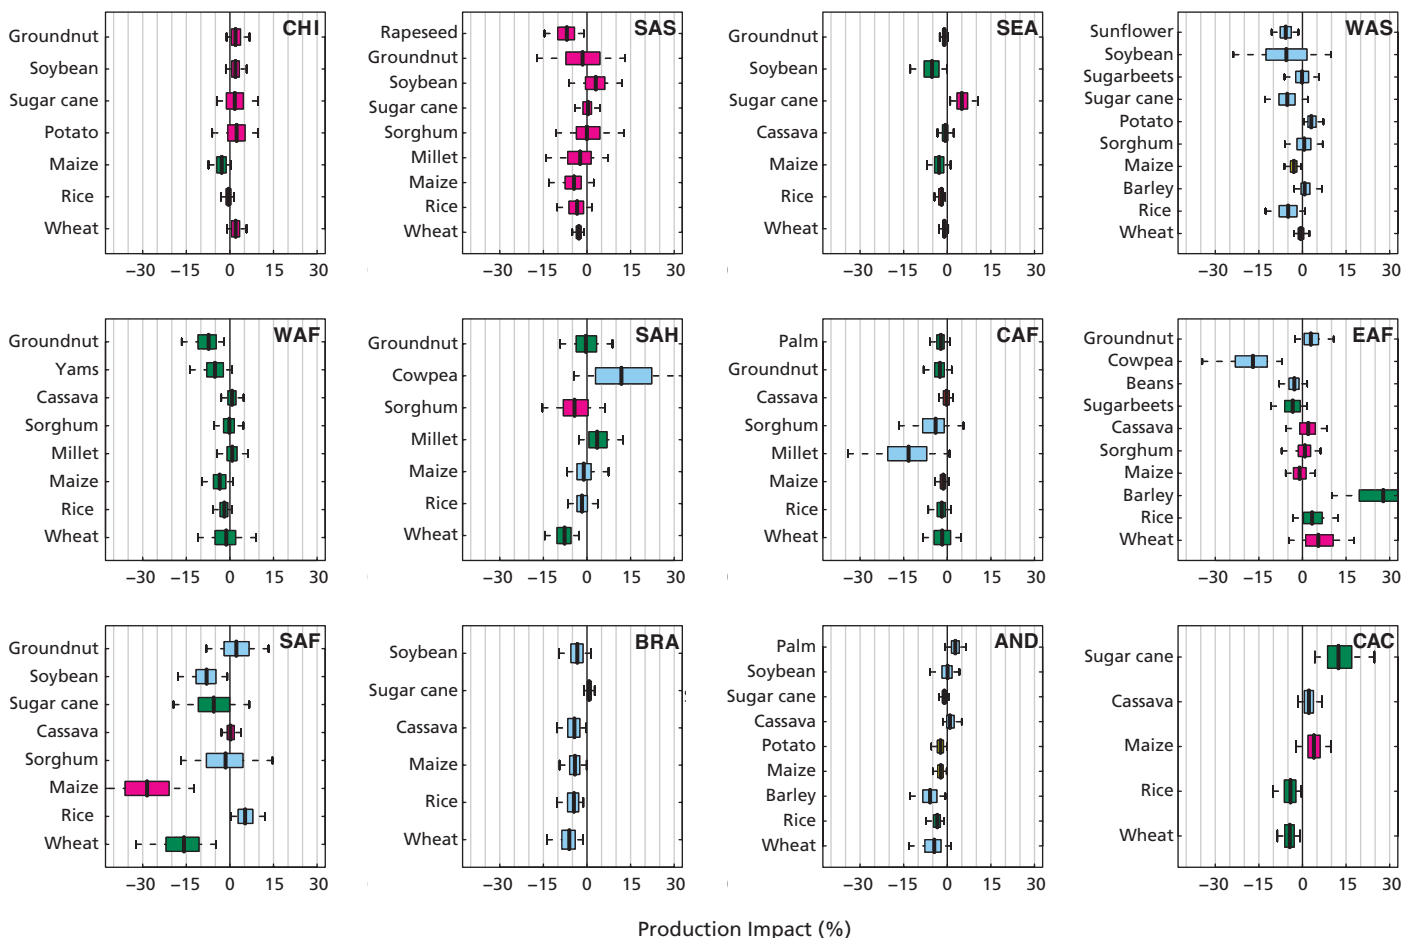 CHI
Groundnut
Soybean
Sugar cane
Potato
Maize
Rice
Wheat
−30 −15 0 15 30
SAS
Rapeseed
Groundnut
Soybean
Sugar cane
Sorghum
Millet
Maize
Rice
Wheat
−30 −15 0 15 30
SEA
Groundnut
Soybean
Sugar cane
Cassava
Maize
Rice
Wheat
−30 −15 0 15 30
WAS
Sunflower
Soybean
Sugarbeets
Sugar cane
Potato
Sorghum
Maize
Barley
Rice
Wheat
−30 −15 0 15 30
WAF
Groundnut
Yams
Cassava
Sorghum
Millet
Maize
Rice
Wheat
−30 −15 0 15 30
SAH
Groundnut
Cowpea
Sorghum
Millet
Maize
Rice
Wheat
−30 −15 0 15 30
CAF
Palm
Groundnut
Cassava
Sorghum
Millet
Maize
Rice
Wheat
−30 −15 0 15 30
EAF
Groundnut
Cowpea
Beans
Sugarbeets
Cassava
Sorghum
Maize
Barley
Rice
Wheat
−30 −15 0 15 30
SAF
Groundnut
Soybean
Sugar cane
Cassava
Sorghum
Maize
Rice
Wheat
−30 −15 0 15 30
BRA
Soybean
Sugar cane
Cassava
Maize
Rice
Wheat
−30 −15 0 15 30
AND
Palm
Soybean
Sugar cane
Cassava
Potato
Maize
Barley
Rice
Wheat
−30 −15 0 15 30
CAC
Sugar cane
Cassava
Maize
Rice
Wheat
−30 −15 0 15 30
Production Impact (%)